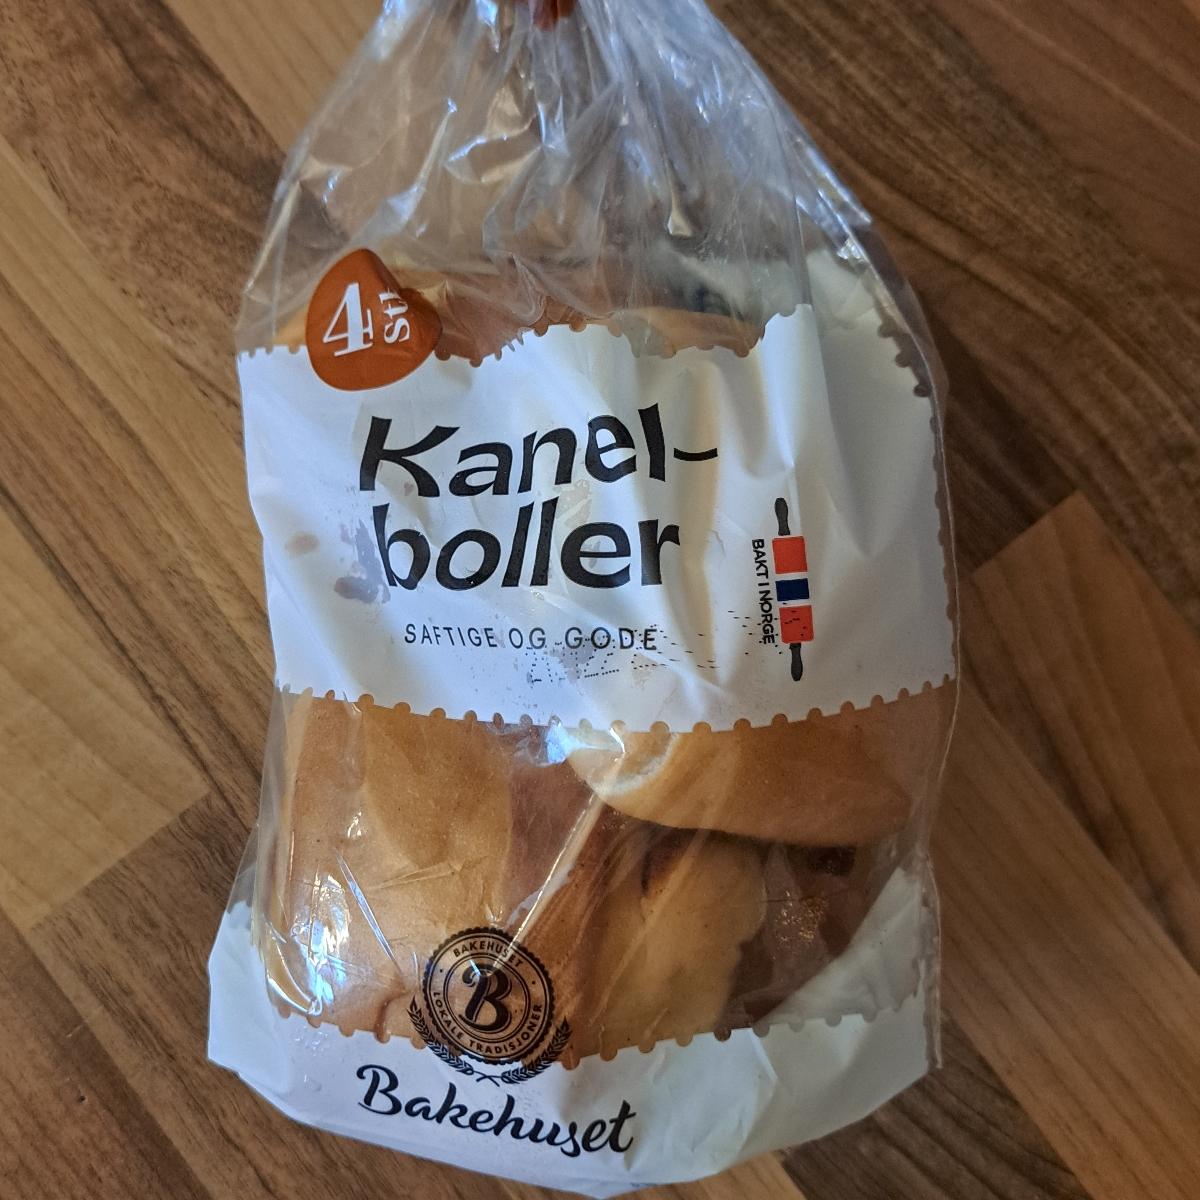 4 Stk
Kanel-
boller
SAFTIGE OG GODE
BAKT I NORGE
BAKEHUSET
B
LOKALE TRADISJONER
Bakehuset